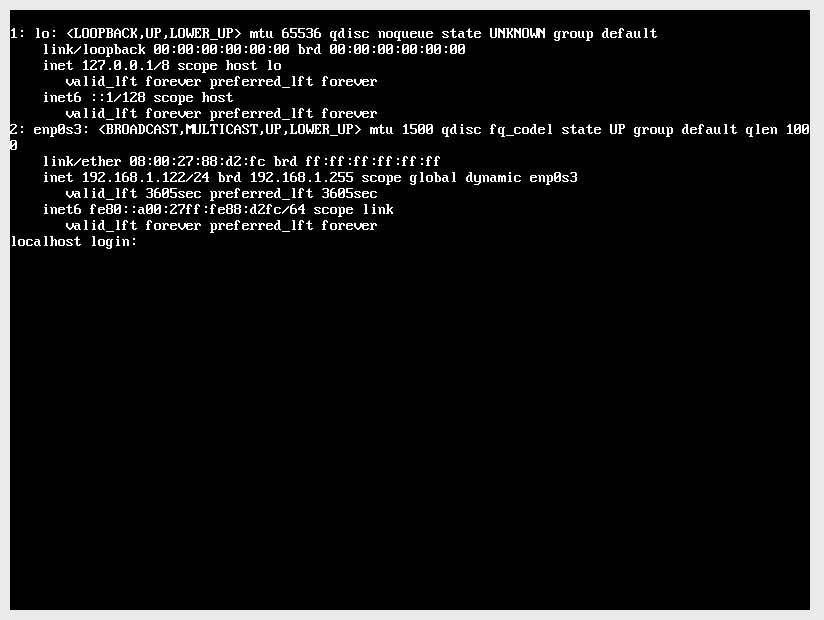 1: lo: <LOOPBACK,UP,LOWER_UP> mtu 65536 qdisc noqueue state UNKNOWN group default
link/loopback 00:00:00:00:00:00 brd 00:00:00:00:00:00
inet 127.0.0.1/8 scope host lo
valid_lft forever preferred_lft forever
inet6 ::1/128 scope host
valid_lft forever preferred_lft forever
2: enp0s3: <BROADCAST,MULTICAST,UP,LOWER_UP> mtu 1500 qdisc fq_codel state UP group default qlen 100
0
link/ether 08:00:27:88:d2:fc brd ff:ff:ff:ff:ff:ff
inet 192.168.1.122/24 brd 192.168.1.255 scope global dynamic enp0s3
valid_lft 3605sec preferred_lft 3605sec
inet6 fe80::a00:27ff:fe88:d2fc/64 scope link
valid_lft forever preferred_lft forever
localhost login: